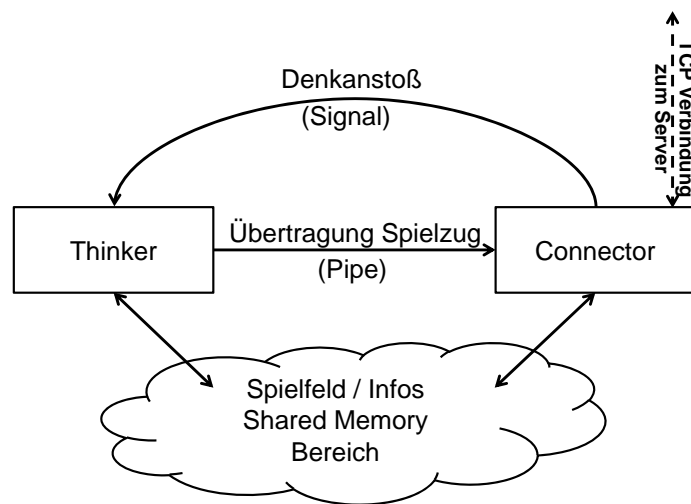 Denkanstoß
(Signal)
TCP Verbindung
zum Server
Thinker
Übertragung Spielzug
(Pipe)
Connector
Spielfeld / Infos
Shared Memory
Bereich